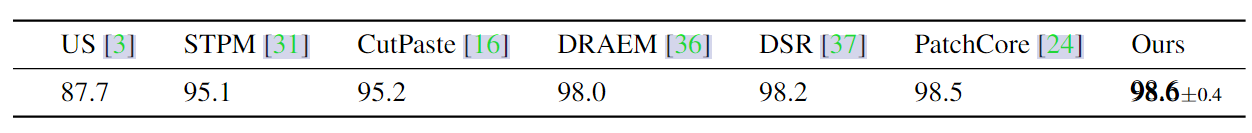 US [3] STPM [31] CutPaste [16] DRAEM [36] DSR [37] PatchCore [24] Ours
87.7 95.1 95.2 98.0 98.2 98.5 98.6±0.4